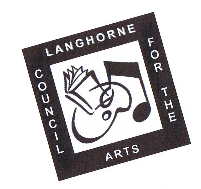 LANGHORNE
COUNCIL
FOR THE
ARTS